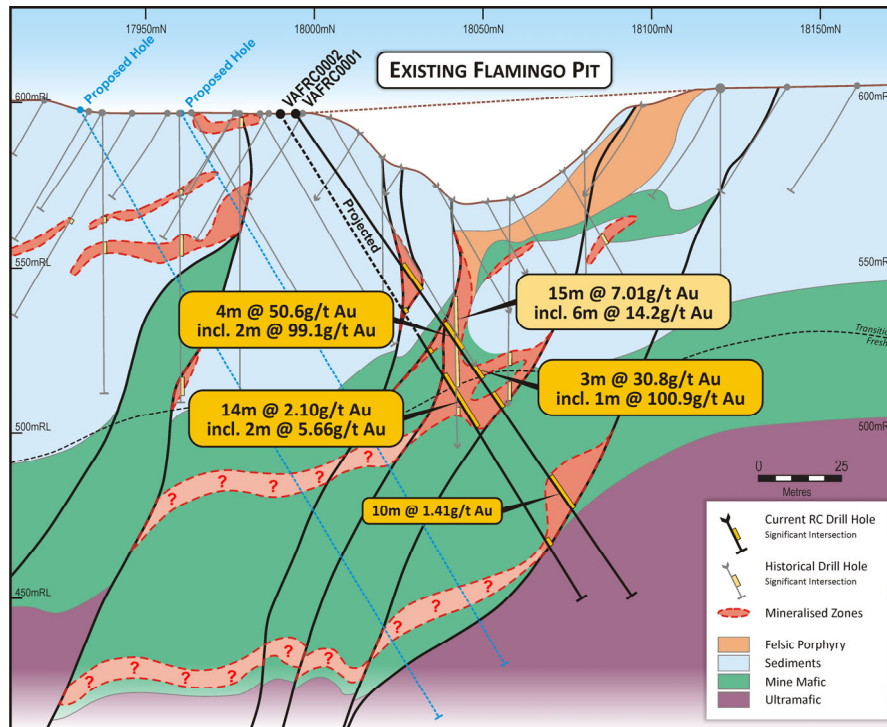 17950mN
18000mN
18050mN
18100mN
18150mN
Proposed Hole
Proposed Hole
VAFRC0002
VAFRC0001
EXISTING FLAMINGO PIT
600mRL
600mRL
Projected
550mRL
550mRL
4m @ 50.6g/t Au
incl. 2m @ 99.1g/t Au
15m @ 7.01g/t Au
incl. 6m @ 14.2g/t Au
Transition
Fresh
14m @ 2.10g/t Au
incl. 2m @ 5.66g/t Au
3m @ 30.8g/t Au
incl. 1m @ 100.9g/t Au
500mRL
500mRL
? ? ? ? ? ?
0 25
Metres
10m @ 1.41g/t Au
450mRL
? ? ? ?
? ? ? ? ? ?
Current RC Drill Hole
Significant Intersection
Historical Drill Hole
Significant Intersection
Mineralised Zones
Felsic Porphyry
Sediments
Mine Mafic
Ultramafic